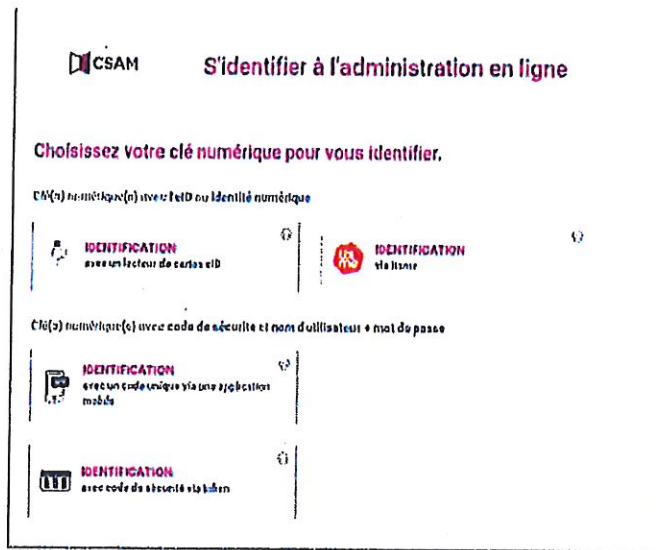 CSAM
S'identifier à l'administration en ligne
Choisissez votre clé numérique pour vous identifier.
Clé(s) numérique(s) avec eID ou identité numérique
IDENTIFICATION
avec un lecteur de cartes eID
IDENTIFICATION
via itsme
Clé(s) numérique(s) avec code de sécurité et nom d'utilisateur + mot de passe
IDENTIFICATION
avec un code unique via une application
mobile
IDENTIFICATION
avec code de sécurité via token